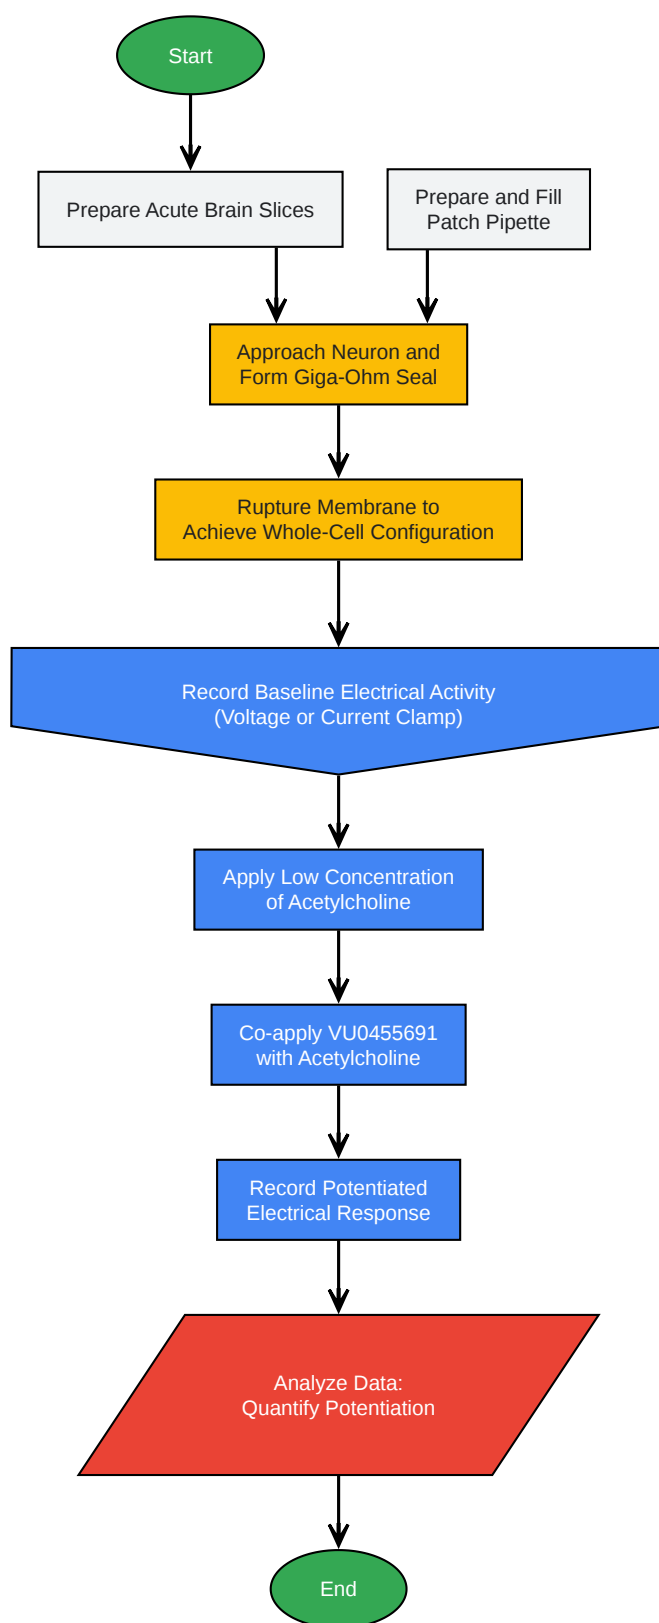 Start
Prepare Acute Brain Slices
Prepare and Fill
Patch Pipette
Approach Neuron and
Form Giga-Ohm Seal
Rupture Membrane to
Achieve Whole-Cell Configuration
Record Baseline Electrical Activity
(Voltage or Current Clamp)
Apply Low Concentration
of Acetylcholine
Co-apply VU0455691
with Acetylcholine
Record Potentiated
Electrical Response
Analyze Data:
Quantify Potentiation
End